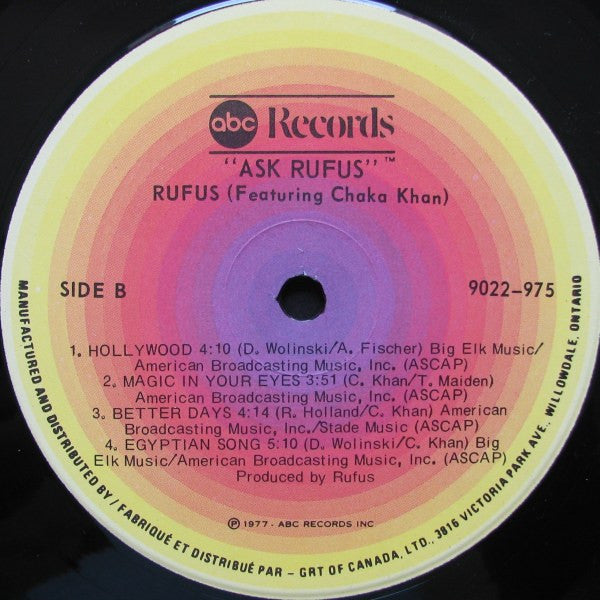 abc Records
"ASK RUFUS"™
RUFUS (Featuring Chaka Khan)
SIDE B
9022-975
1. HOLLYWOOD 4:10 (D. Wolinski/A. Fischer) Big Elk Music/
American Broadcasting Music, Inc. (ASCAP)
2. MAGIC IN YOUR EYES 3:51 (C. Khan/T. Maiden)
American Broadcasting Music, Inc. (ASCAP)
3. BETTER DAYS 4:14 (R. Holland/C. Khan) American
Broadcasting Music, Inc./Stade Music (ASCAP)
4. EGYPTIAN SONG 5:10 (D. Wolinski/C. Khan) Big
Elk Music/American Broadcasting Music, Inc. (ASCAP)
Produced by Rufus
℗ 1977 - ABC RECORDS INC
MANUFACTURED AND DISTRIBUTED BY / FABRIQUÉ ET DISTRIBUÉ PAR - GRT OF CANADA, LTD., 3816 VICTORIA PARK AVE., WILLOWDALE, ONTARIO